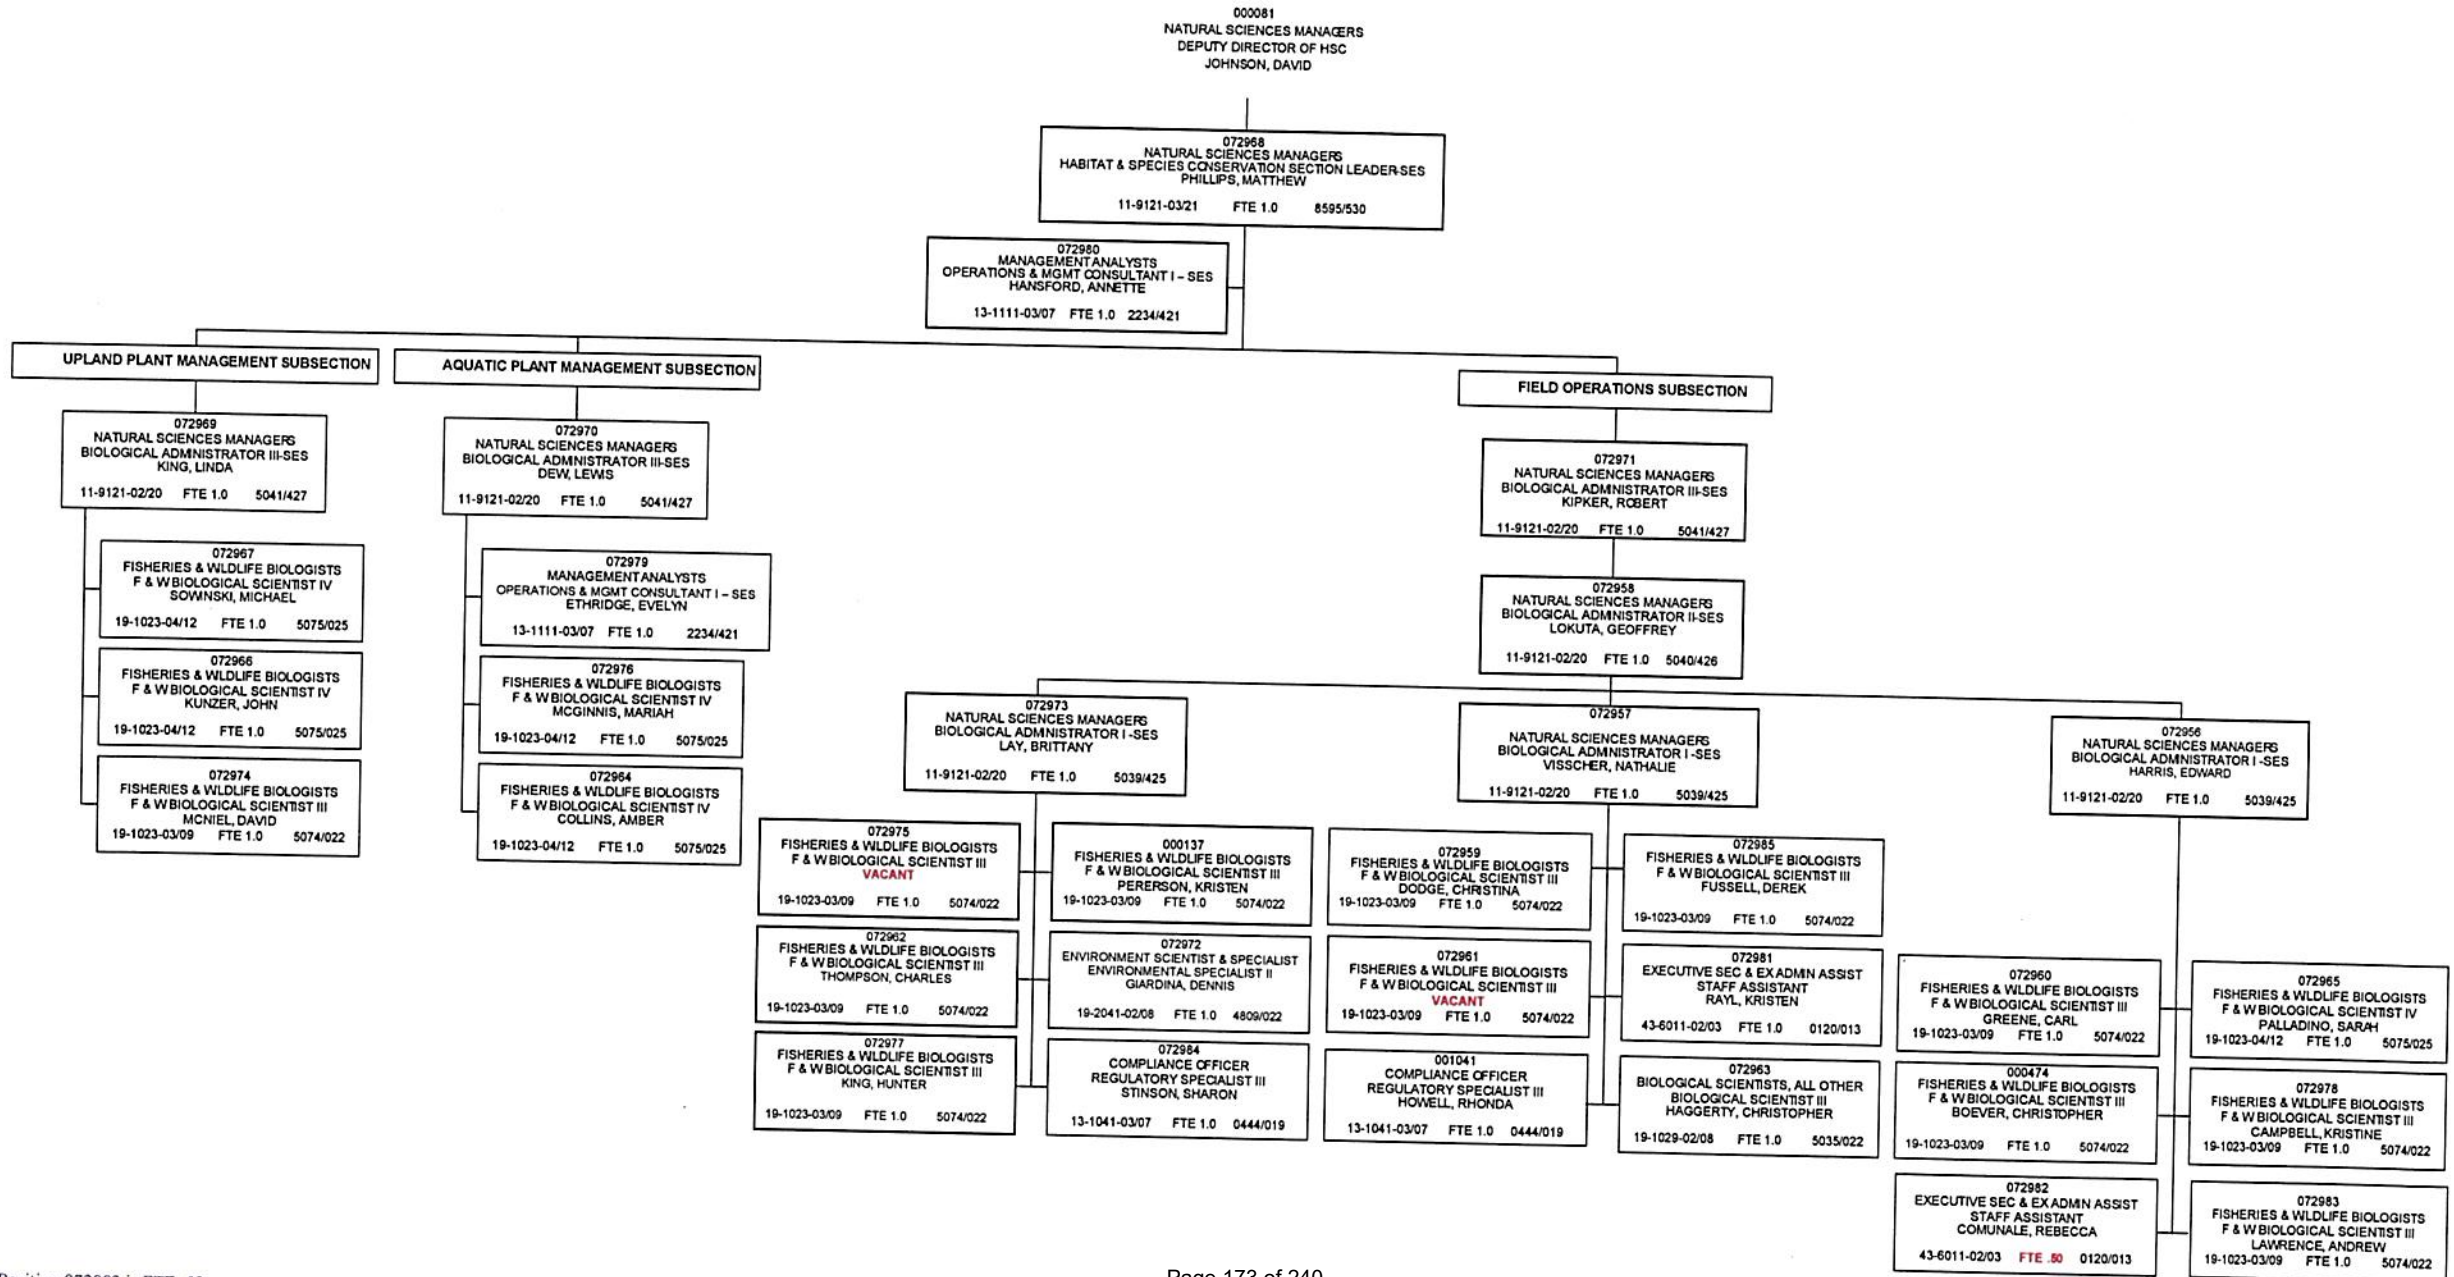 000081
NATURAL SCIENCES MANAGERS
DEPUTY DIRECTOR OF HSC
JOHNSON, DAVID
072968
NATURAL SCIENCES MANAGERS
HABITAT & SPECIES CONSERVATION SECTION LEADER-SES
PHILLIPS, MATTHEW
11-9121-03/21 FTE 1.0 8595/530
072980
MANAGEMENT ANALYSTS
OPERATIONS & MGMT CONSULTANT I – SES
HANSFORD, ANNETTE
13-1111-03/07 FTE 1.0 2234/421
UPLAND PLANT MANAGEMENT SUBSECTION
072969
NATURAL SCIENCES MANAGERS
BIOLOGICAL ADMINISTRATOR III-SES
KING, LINDA
11-9121-02/20 FTE 1.0 5041/427
072967
FISHERIES & WLDLIFE BIOLOGISTS
F & W BIOLOGICAL SCIENTIST IV
SOWINSKI, MICHAEL
19-1023-04/12 FTE 1.0 5075/025
072966
FISHERIES & WLDLIFE BIOLOGISTS
F & W BIOLOGICAL SCIENTIST IV
KUNZER, JOHN
19-1023-04/12 FTE 1.0 5075/025
072974
FISHERIES & WLDLIFE BIOLOGISTS
F & W BIOLOGICAL SCIENTIST III
MCNIEL, DAVID
19-1023-03/09 FTE 1.0 5074/022
AQUATIC PLANT MANAGEMENT SUBSECTION
072970
NATURAL SCIENCES MANAGERS
BIOLOGICAL ADMINISTRATOR III-SES
DEW, LEWIS
11-9121-02/20 FTE 1.0 5041/427
072979
MANAGEMENT ANALYSTS
OPERATIONS & MGMT CONSULTANT I – SES
ETHRIDGE, EVELYN
13-1111-03/07 FTE 1.0 2234/421
072976
FISHERIES & WLDLIFE BIOLOGISTS
F & W BIOLOGICAL SCIENTIST IV
MCGINNIS, MARIAH
19-1023-04/12 FTE 1.0 5075/025
072964
FISHERIES & WLDLIFE BIOLOGISTS
F & W BIOLOGICAL SCIENTIST IV
COLLINS, AMBER
19-1023-04/12 FTE 1.0 5075/025
FIELD OPERATIONS SUBSECTION
072971
NATURAL SCIENCES MANAGERS
BIOLOGICAL ADMINISTRATOR III-SES
KIPKER, ROBERT
11-9121-02/20 FTE 1.0 5041/427
072958
NATURAL SCIENCES MANAGERS
BIOLOGICAL ADMINISTRATOR II-SES
LOKUTA, GEOFFREY
11-9121-02/20 FTE 1.0 5040/426
072973
NATURAL SCIENCES MANAGERS
BIOLOGICAL ADMINISTRATOR I -SES
LAY, BRITTANY
11-9121-02/20 FTE 1.0 5039/425
072975
FISHERIES & WLDLIFE BIOLOGISTS
F & W BIOLOGICAL SCIENTIST III
VACANT
19-1023-03/09 FTE 1.0 5074/022
000137
FISHERIES & WLDLIFE BIOLOGISTS
F & W BIOLOGICAL SCIENTIST III
PERERSON, KRISTEN
19-1023-03/09 FTE 1.0 5074/022
072962
FISHERIES & WLDLIFE BIOLOGISTS
F & W BIOLOGICAL SCIENTIST III
THOMPSON, CHARLES
19-1023-03/09 FTE 1.0 5074/022
072972
ENVIRONMENT SCIENTIST & SPECIALIST
ENVIRONMENTAL SPECIALIST II
GIARDINA, DENNIS
19-2041-02/08 FTE 1.0 4809/022
072977
FISHERIES & WLDLIFE BIOLOGISTS
F & W BIOLOGICAL SCIENTIST III
KING, HUNTER
19-1023-03/09 FTE 1.0 5074/022
072984
COMPLIANCE OFFICER
REGULATORY SPECIALIST III
STINSON, SHARON
13-1041-03/07 FTE 1.0 0444/019
072957
NATURAL SCIENCES MANAGERS
BIOLOGICAL ADMINISTRATOR I -SES
VISSCHER, NATHALIE
11-9121-02/20 FTE 1.0 5039/425
072959
FISHERIES & WLDLIFE BIOLOGISTS
F & W BIOLOGICAL SCIENTIST III
DODGE, CHRISTINA
19-1023-03/09 FTE 1.0 5074/022
072985
FISHERIES & WLDLIFE BIOLOGISTS
F & W BIOLOGICAL SCIENTIST III
FUSSELL, DEREK
19-1023-03/09 FTE 1.0 5074/022
072961
FISHERIES & WLDLIFE BIOLOGISTS
F & W BIOLOGICAL SCIENTIST III
VACANT
19-1023-03/09 FTE 1.0 5074/022
072981
EXECUTIVE SEC & EX ADMIN ASSIST
STAFF ASSISTANT
RAYL, KRISTEN
43-6011-02/03 FTE 1.0 0120/013
001041
COMPLIANCE OFFICER
REGULATORY SPECIALIST III
HOWELL, RHONDA
13-1041-03/07 FTE 1.0 0444/019
072963
BIOLOGICAL SCIENTISTS, ALL OTHER
BIOLOGICAL SCIENTIST III
HAGGERTY, CHRISTOPHER
19-1029-02/08 FTE 1.0 5035/022
072956
NATURAL SCIENCES MANAGERS
BIOLOGICAL ADMINISTRATOR I -SES
HARRIS, EDWARD
11-9121-02/20 FTE 1.0 5039/425
072960
FISHERIES & WLDLIFE BIOLOGISTS
F & W BIOLOGICAL SCIENTIST III
GREENE, CARL
19-1023-03/09 FTE 1.0 5074/022
072965
FISHERIES & WLDLIFE BIOLOGISTS
F & W BIOLOGICAL SCIENTIST IV
PALLADINO, SARAH
19-1023-04/12 FTE 1.0 5075/025
000474
FISHERIES & WLDLIFE BIOLOGISTS
F & W BIOLOGICAL SCIENTIST III
BOEVER, CHRISTOPHER
19-1023-03/09 FTE 1.0 5074/022
072978
FISHERIES & WLDLIFE BIOLOGISTS
F & W BIOLOGICAL SCIENTIST III
CAMPBELL, KRISTINE
19-1023-03/09 FTE 1.0 5074/022
072982
EXECUTIVE SEC & EX ADMIN ASSIST
STAFF ASSISTANT
COMUNALE, REBECCA
43-6011-02/03 FTE .50 0120/013
072983
FISHERIES & WLDLIFE BIOLOGISTS
F & W BIOLOGICAL SCIENTIST III
LAWRENCE, ANDREW
19-1023-03/09 FTE 1.0 5074/022
Page 173 of 240